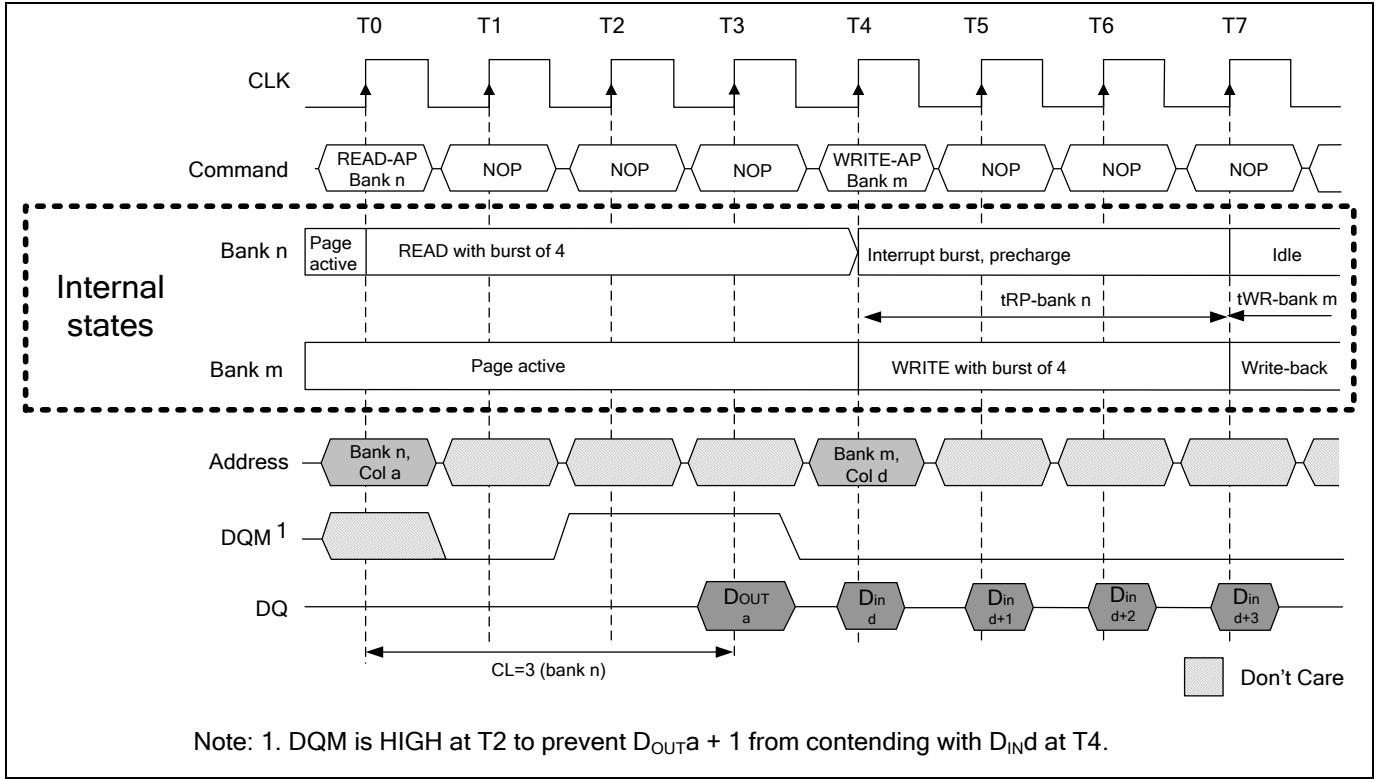 T0 T1 T2 T3 T4 T5 T6 T7
CLK
Command
READ-AP
Bank n
NOP
NOP
NOP
WRITE-AP
Bank m
NOP
NOP
NOP
Internal
states
Bank n
Page
active
READ with burst of 4
Interrupt burst, precharge
Idle
tRP-bank n
tWR-bank m
Bank m
Page active
WRITE with burst of 4
Write-back
Address
Bank n,
Col a
Bank m,
Col d
DQM 1
DQ
DOUT
a
Din
d
Din
d+1
Din
d+2
Din
d+3
CL=3 (bank n)
Don't Care
Note: 1. DQM is HIGH at T2 to prevent DOUTa + 1 from contending with DINd at T4.